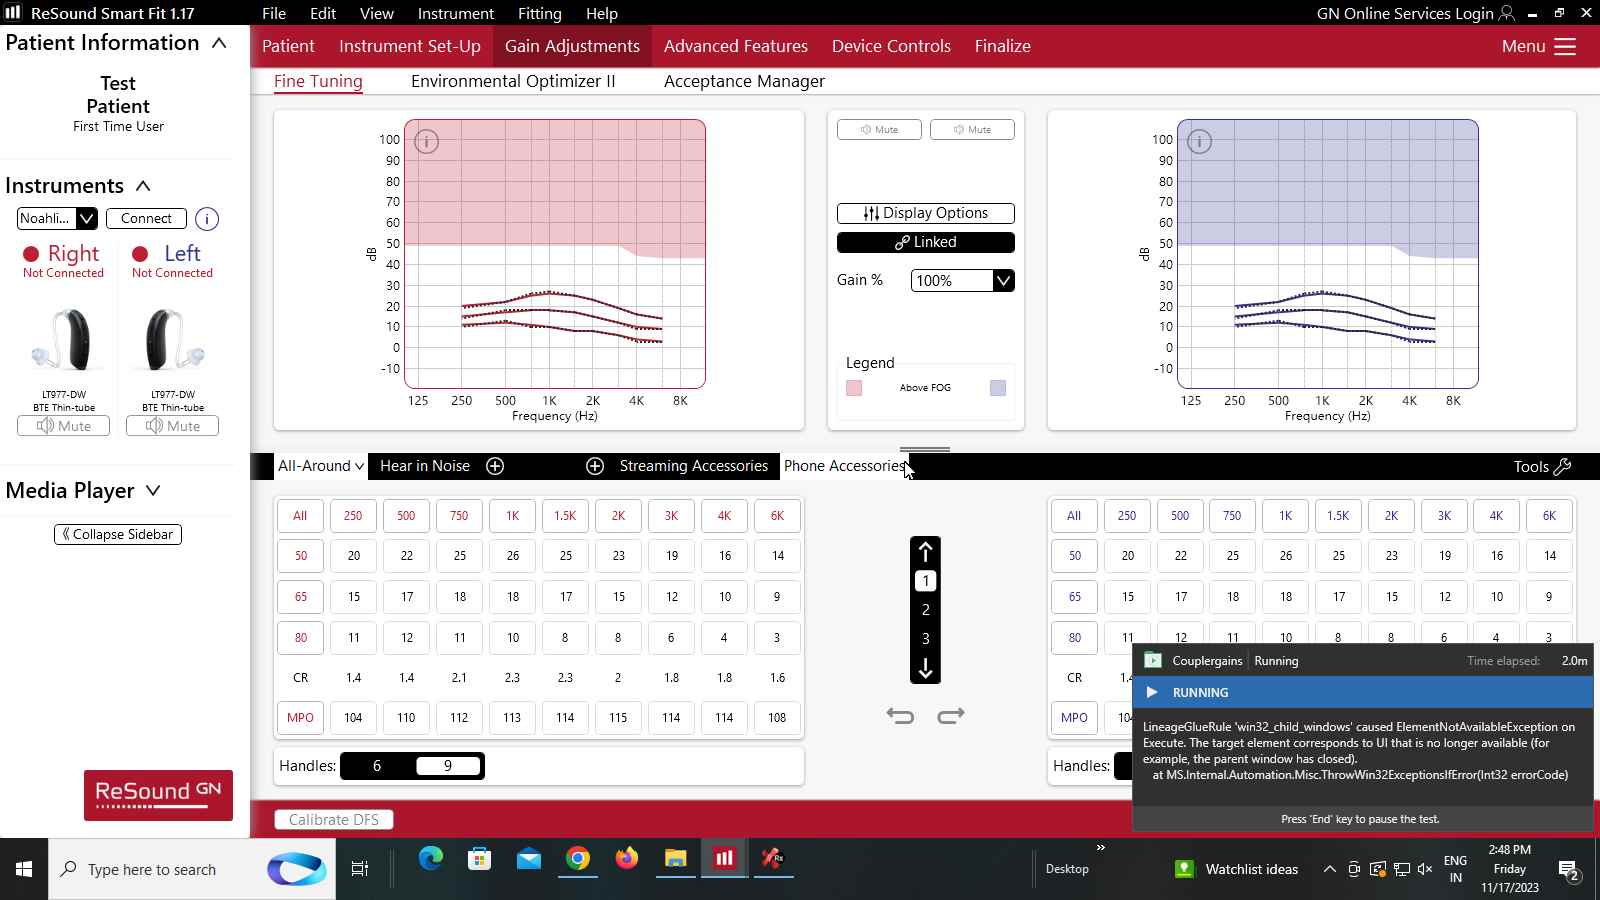 ReSound Smart Fit 1.17
File Edit View Instrument Fitting Help
GN Online Services Login
Patient Instrument Set-Up Gain Adjustments Advanced Features Device Controls Finalize
Menu
Fine Tuning Environmental Optimizer II Acceptance Manager
Patient Information
Test
Patient
First Time User
Instruments
Noahli... Connect i
Right Left
Not Connected Not Connected
LT977-DW LT977-DW
BTE Thin-tube BTE Thin-tube
Mute Mute
Media Player
Collapse Sidebar
ReSound GN
i
100
90
80
70
60
50
40
30
20
10
0
-10
dB
125 250 500 1K 2K 4K 8K
Frequency (Hz)
Mute Mute
Display Options
Linked
Gain % 100%
Legend
Above FOG
i
100
90
80
70
60
50
40
30
20
10
0
-10
dB
125 250 500 1K 2K 4K 8K
Frequency (Hz)
All-Around Hear in Noise Streaming Accessories Phone Accessories Tools
All 250 500 750 1K 1.5K 2K 3K 4K 6K
50 20 22 25 26 25 23 19 16 14
65 15 17 18 18 17 15 12 10 9
80 11 12 11 10 8 8 6 4 3
CR 1.4 1.4 2.1 2.3 2.3 2 1.8 1.8 1.6
MPO 104 110 112 113 114 115 114 114 108
Handles: 6 9
1
2
3
All 250 500 750 1K 1.5K 2K 3K 4K 6K
50 20 22 25 26 25 23 19 16 14
65 15 17 18 18 17 15 12 10 9
80 11 12 11 10 8 8 6 4 3
CR
MPO
Handles:
Couplergains Running Time elapsed: 2.0m
RUNNING
LineageGlueRule 'win32_child_windows' caused ElementNotAvailableException on
Execute. The target element corresponds to UI that is no longer available (for
example, the parent window has closed).
at MS.Internal.Automation.Misc.ThrowWin32ExceptionsIfError(Int32 errorCode)
Press 'End' key to pause the test.
Calibrate DFS
Type here to search
Rx
Desktop
Watchlist ideas
ENG
IN
2:48 PM
Friday
11/17/2023
2